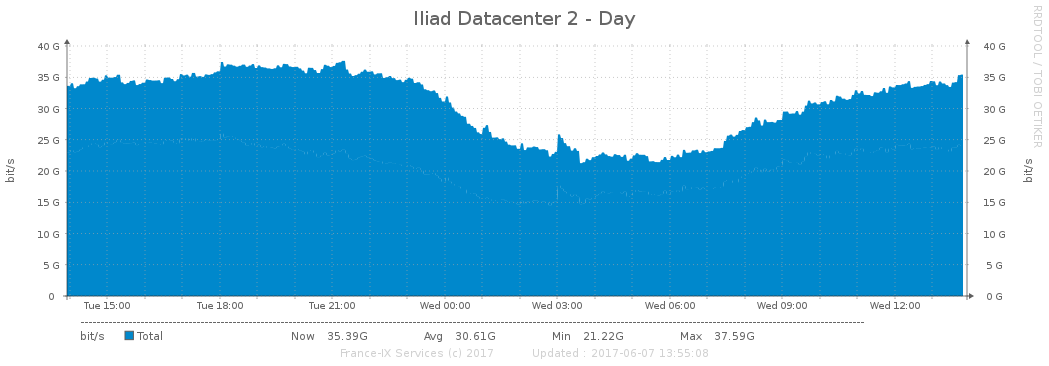 Iliad Datacenter 2 - Day
RRDTOOL / TOBI OETIKER
40 G 40 G
35 G 35 G
30 G 30 G
25 G 25 G
20 G 20 G
15 G 15 G
10 G 10 G
5 G 5 G
0 0 G
bit/s bit/s
Tue 15:00 Tue 18:00 Tue 21:00 Wed 00:00 Wed 03:00 Wed 06:00 Wed 09:00 Wed 12:00
bit/s Total Now 35.39G Avg 30.61G Min 21.22G Max 37.59G
France-IX Services (c) 2017 Updated : 2017-06-07 13:55:08